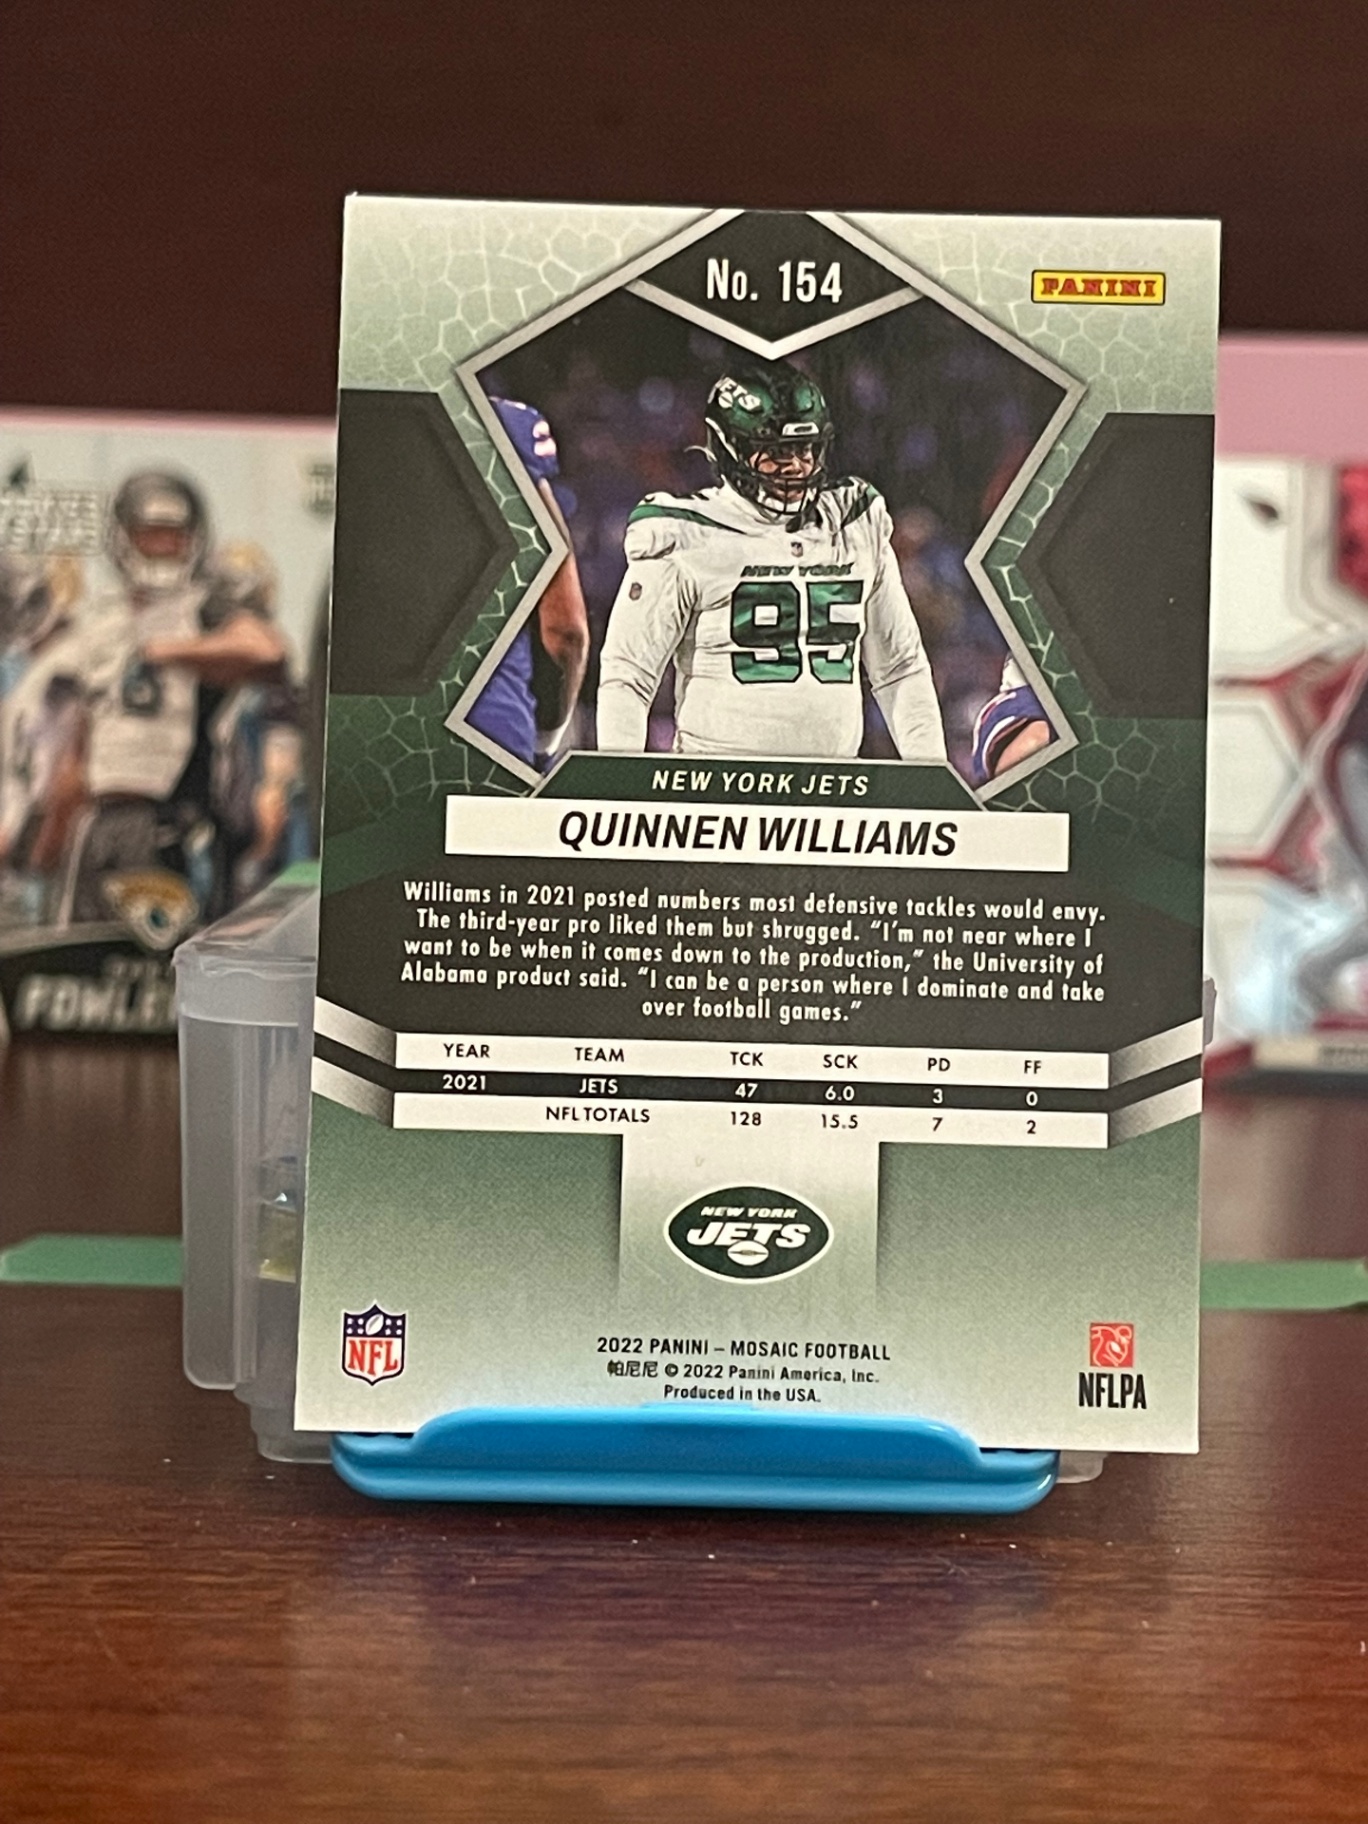 No. 154
PANINI
JETS
NEW YORK
95
NEW YORK JETS
QUINNEN WILLIAMS
Williams in 2021 posted numbers most defensive tackles would envy.
The third-year pro liked them but shrugged. “I’m not near where I
want to be when it comes down to the production,” the University of
Alabama product said. “I can be a person where I dominate and take
over football games.”
YEAR TEAM TCK SCK PD FF
2021 JETS 47 6.0 3 0
NFL TOTALS 128 15.5 7 2
NEW YORK
JETS
NFL
2022 PANINI – MOSAIC FOOTBALL
帕尼尼 © 2022 Panini America, Inc.
Produced in the USA.
NFLPA